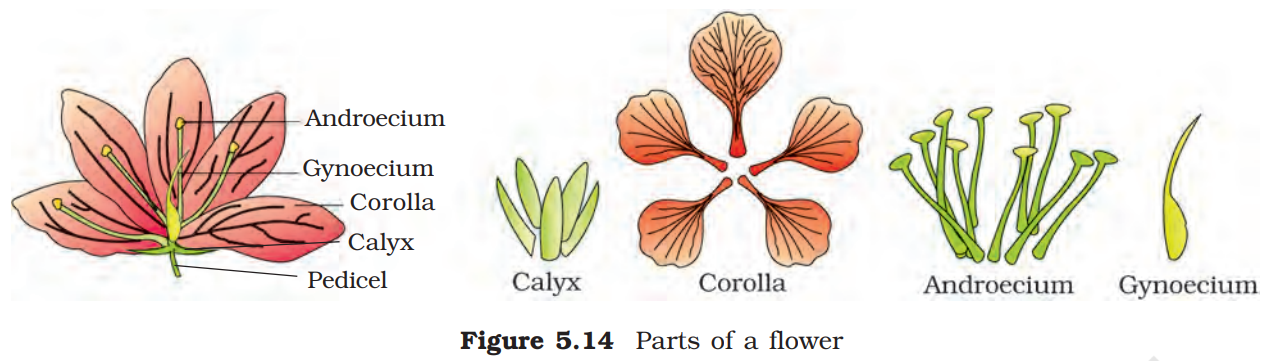 Androecium
Gynoecium
Corolla
Calyx
Pedicel
Calyx
Corolla
Androecium
Gynoecium
Figure 5.14 Parts of a flower